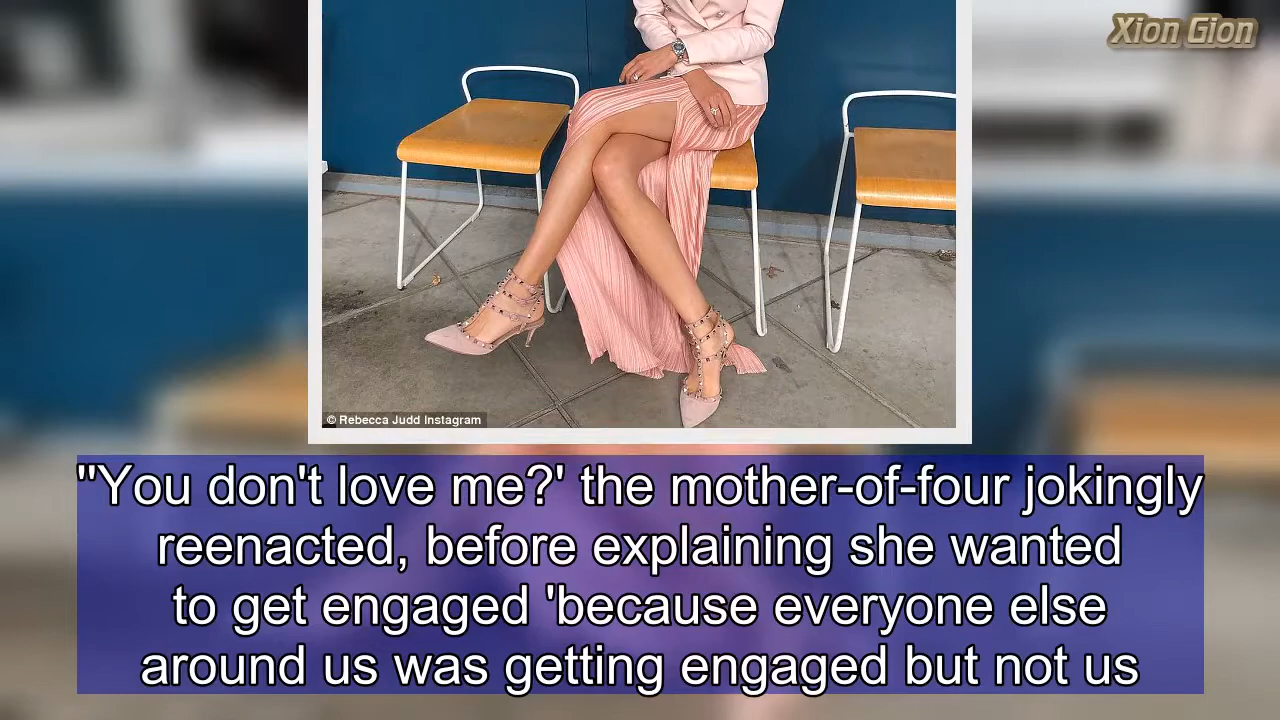 Xion Gion
© Rebecca Judd Instagram
"You don't love me?' the mother-of-four jokingly
reenacted, before explaining she wanted
to get engaged 'because everyone else
around us was getting engaged but not us